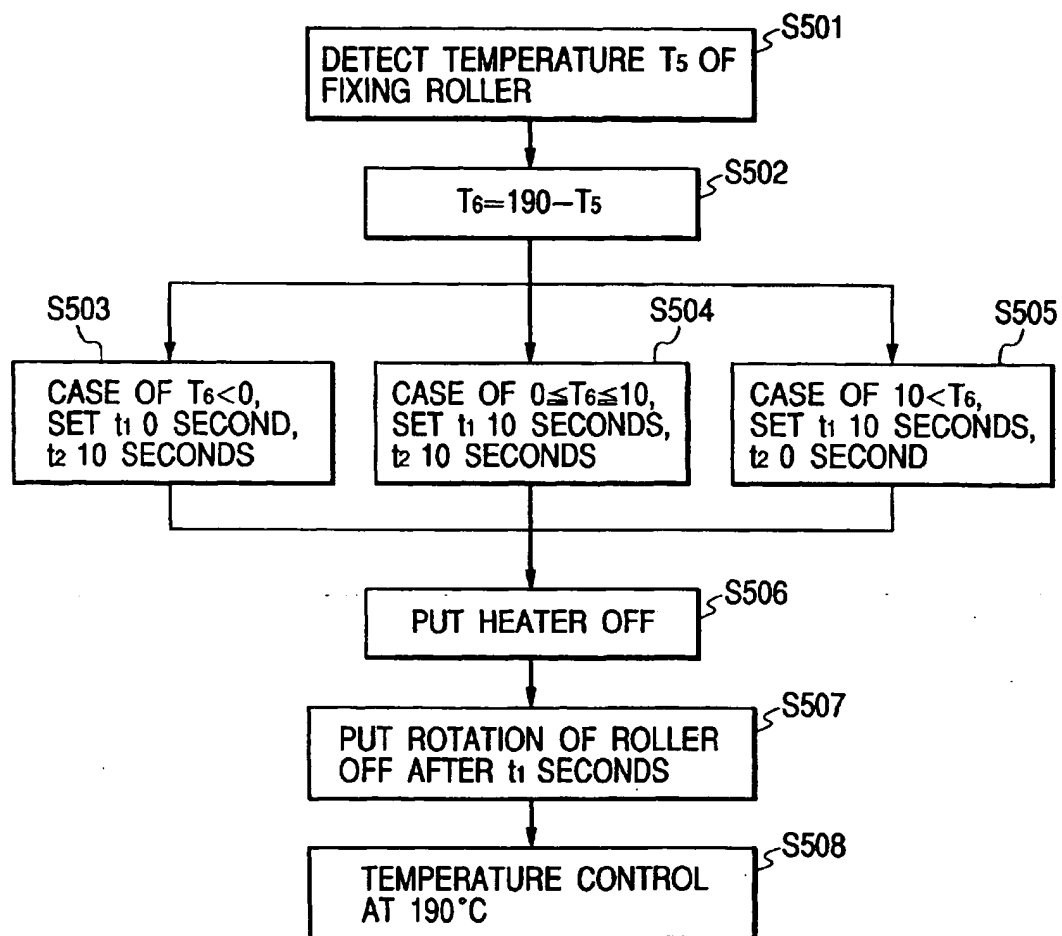 S501
DETECT TEMPERATURE T5 OF
FIXING ROLLER
S502
T6=190−T5
S503
CASE OF T6<0,
SET t1 0 SECOND,
t2 10 SECONDS
S504
CASE OF 0≦T6≦10,
SET t1 10 SECONDS,
t2 10 SECONDS
S505
CASE OF 10<T6,
SET t1 10 SECONDS,
t2 0 SECOND
S506
PUT HEATER OFF
S507
PUT ROTATION OF ROLLER
OFF AFTER t1 SECONDS
S508
TEMPERATURE CONTROL
AT 190°C